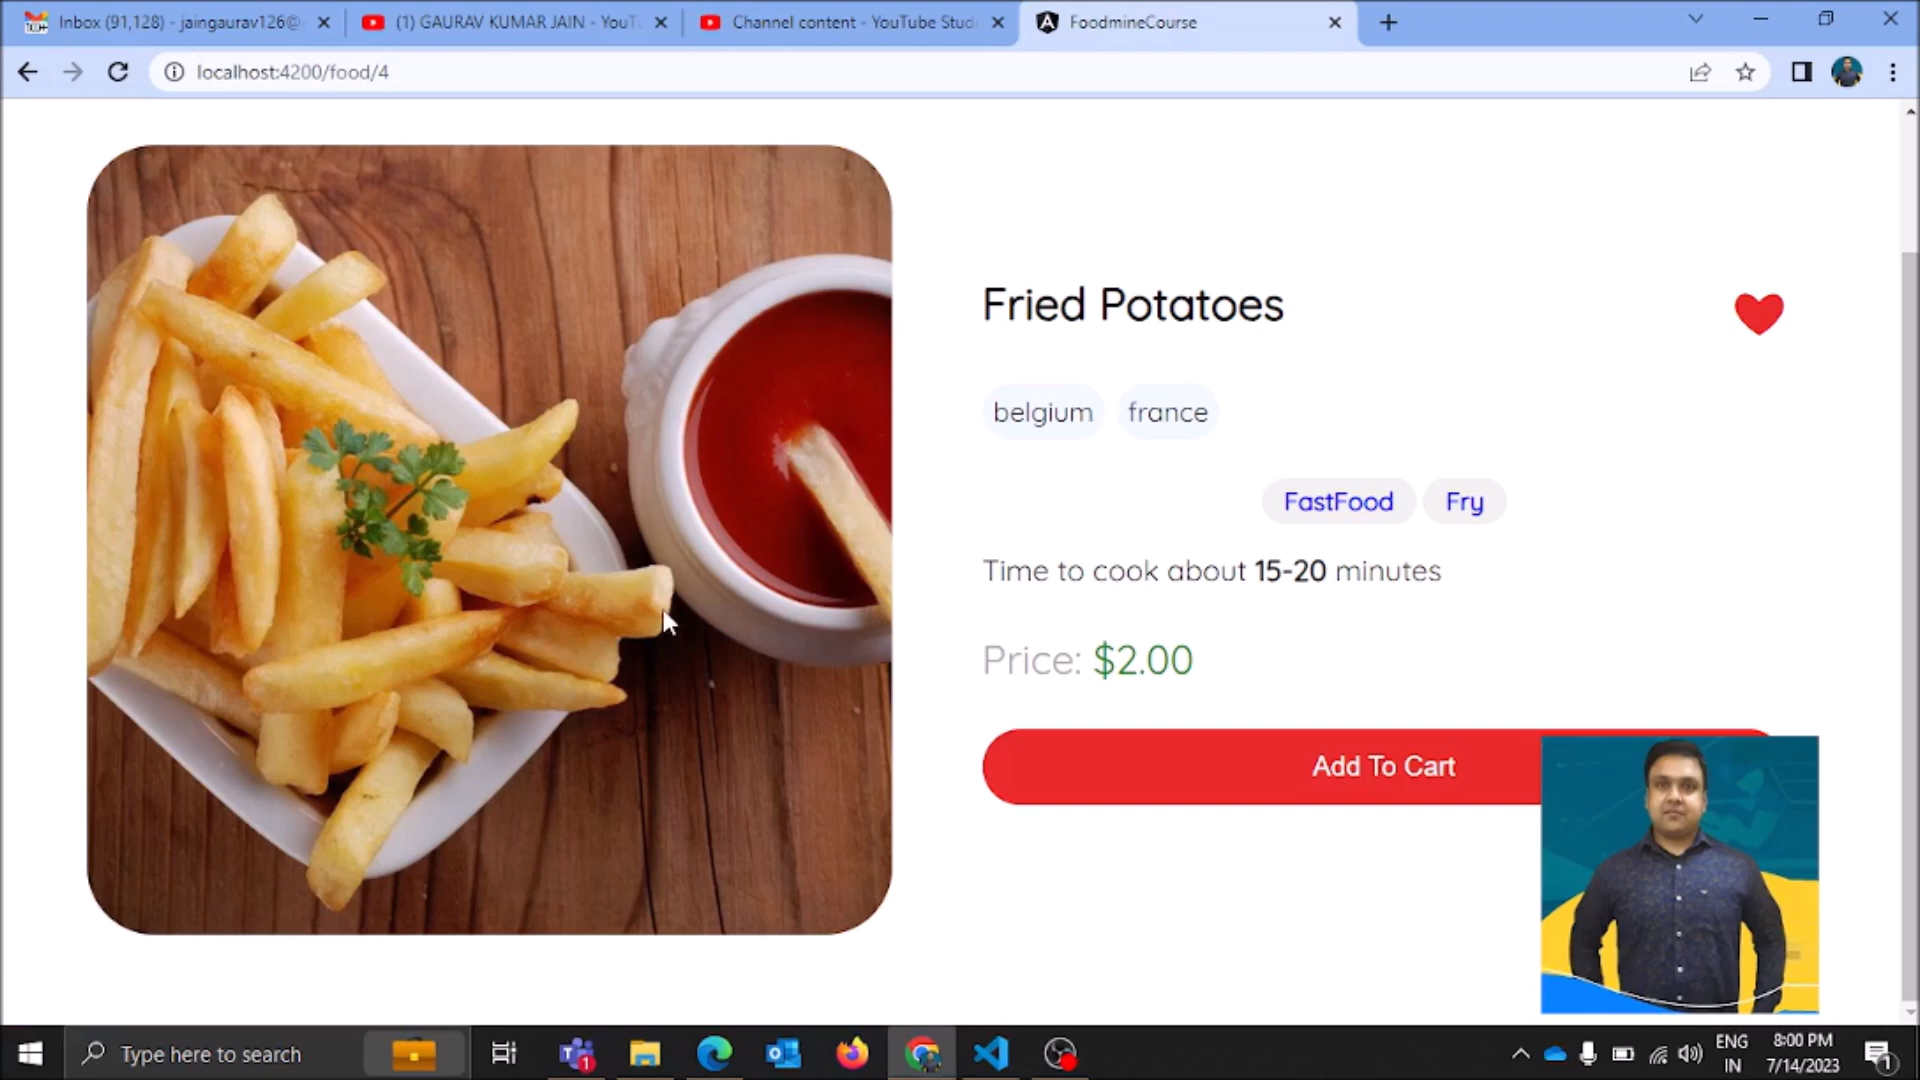 Inbox (91,128) - jaingaurav126@
(1) GAURAV KUMAR JAIN - YouT
Channel content - YouTube Stud
FoodmineCourse
localhost:4200/food/4
Fried Potatoes
belgium france
FastFood Fry
Time to cook about 15-20 minutes
Price: $2.00
Add To Cart
Type here to search
1
ENG
IN
8:00 PM
7/14/2023
1